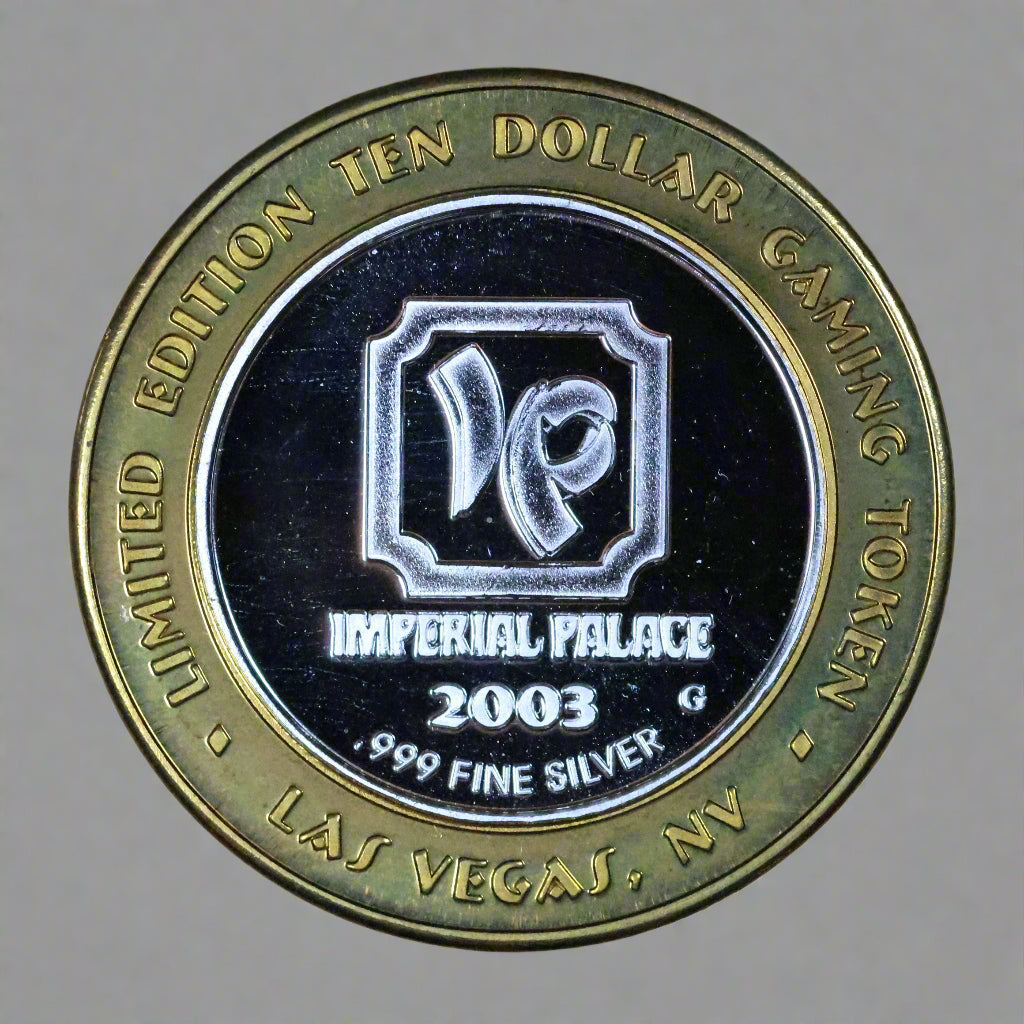 LIMITED EDITION TEN DOLLAR GAMING TOKEN
IP
IMPERIAL PALACE
2003 G
.999 FINE SILVER
LAS VEGAS, NV